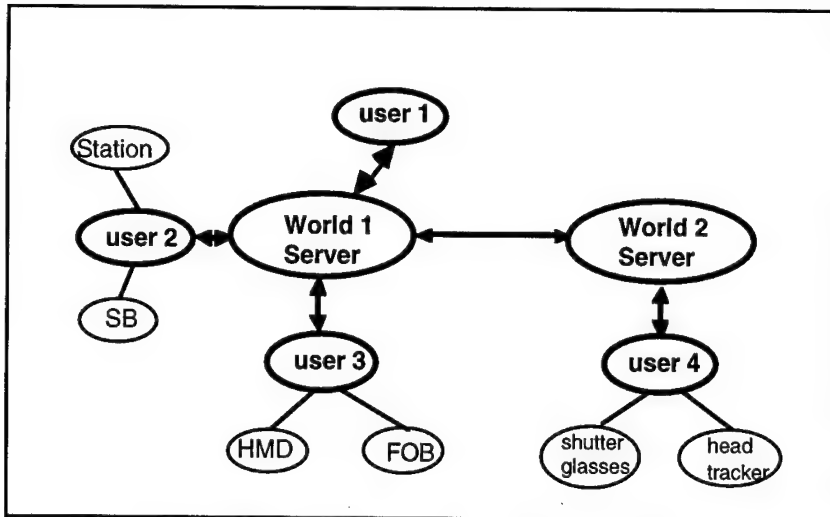 user 1
Station
user 2
World 1
Server
World 2
Server
SB
user 3
user 4
HMD
FOB
shutter
glasses
head
tracker